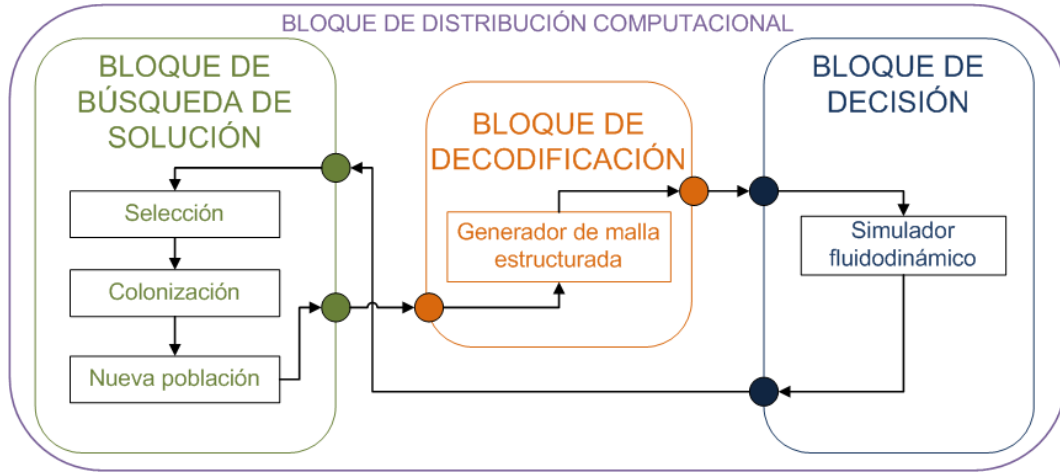 BLOQUE DE DISTRIBUCIÓN COMPUTACIONAL
BLOQUE DE
BÚSQUEDA DE
SOLUCIÓN
Selección
Colonización
Nueva población
BLOQUE DE
DECODIFICACIÓN
Generador de malla
estructurada
BLOQUE DE
DECISIÓN
Simulador
fluidodinámico